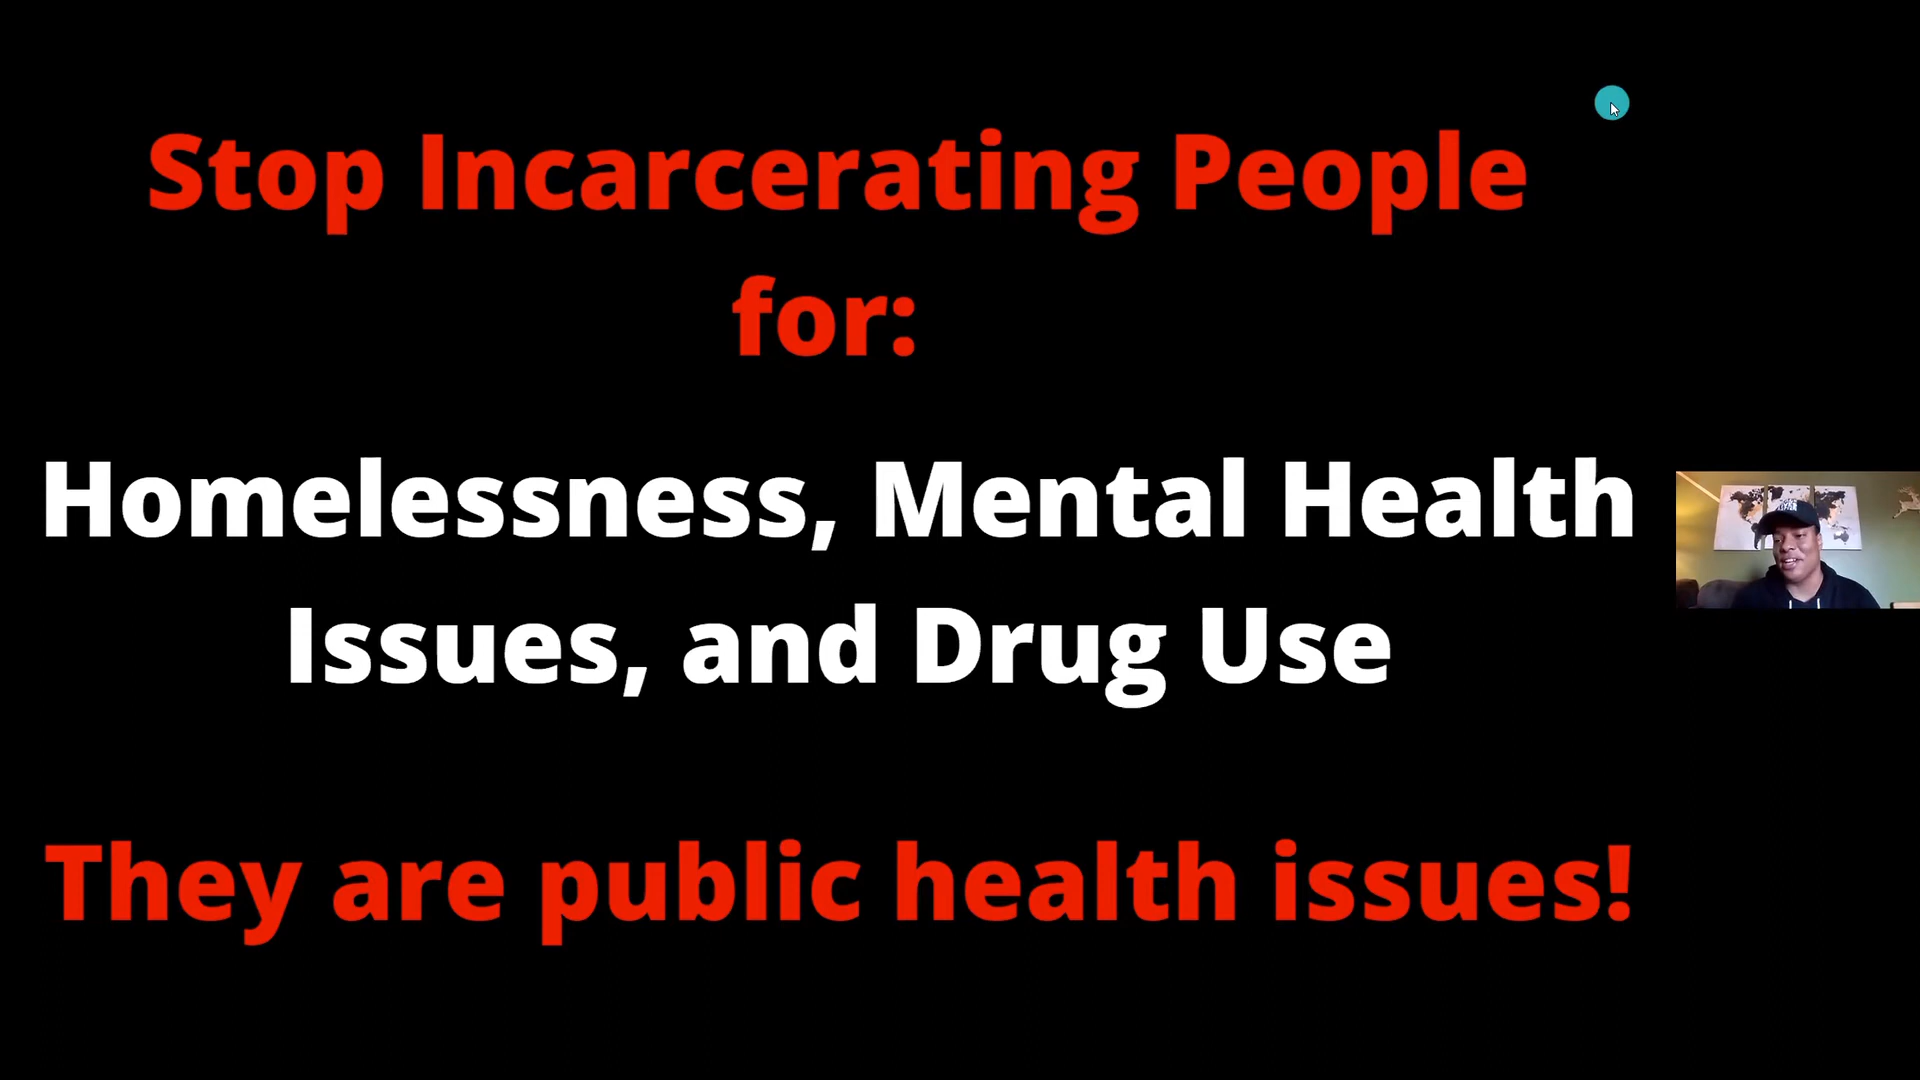 Stop Incarcerating People
for:
Homelessness, Mental Health
Issues, and Drug Use
They are public health issues!